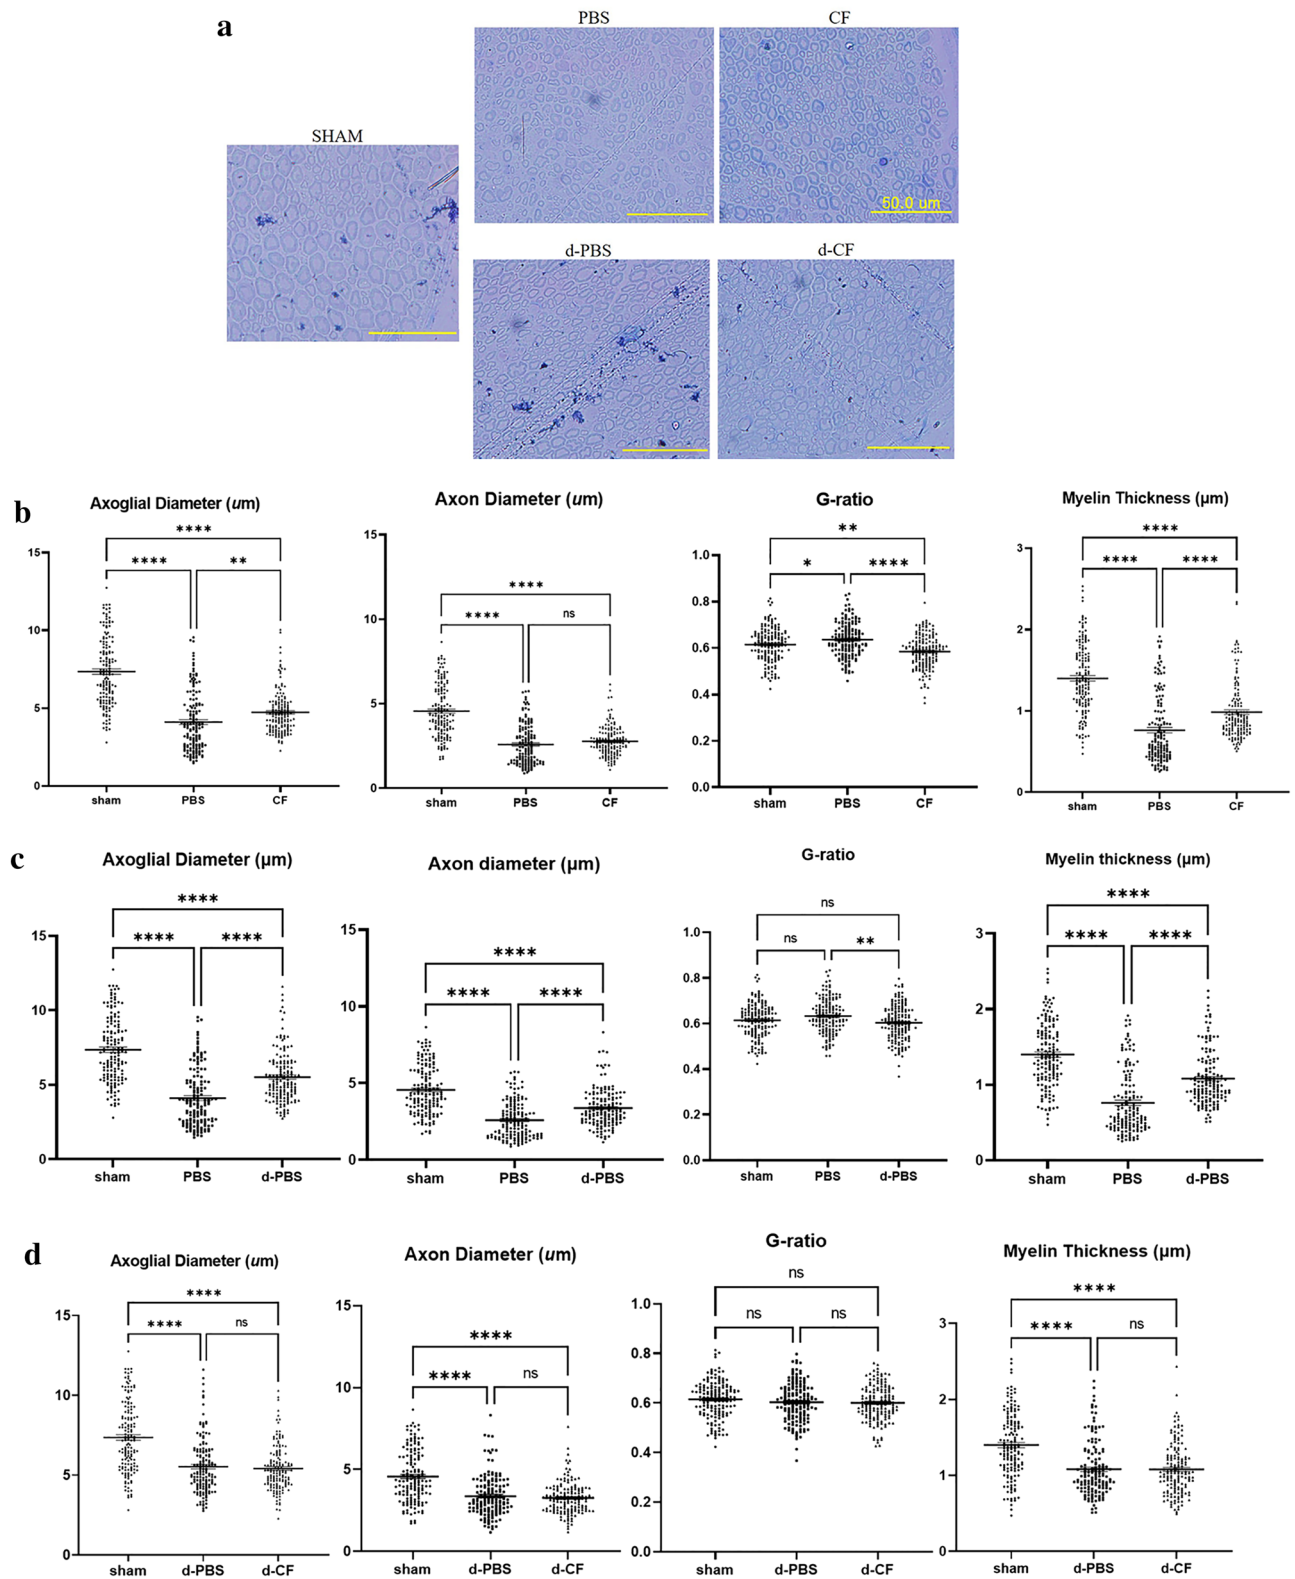 a
PBS
CF
SHAM
50.0 um
d-PBS
d-CF
b
Axoglial Diameter (um)
****
****
**
15
10
5
0
sham
PBS
CF
Axon Diameter (um)
****
****
ns
15
10
5
0
sham
PBS
CF
G-ratio
**
*
****
1.0
0.8
0.6
0.4
0.2
0.0
sham
PBS
CF
Myelin Thickness (µm)
****
****
****
3
2
1
0
sham
PBS
CF
c
Axoglial Diameter (µm)
****
****
****
15
10
5
0
sham
PBS
d-PBS
Axon diameter (µm)
****
****
****
15
10
5
0
sham
PBS
d-PBS
G-ratio
ns
ns
**
1.0
0.8
0.6
0.4
0.2
0.0
sham
PBS
d-PBS
Myelin thickness (µm)
****
****
****
3
2
1
0
sham
PBS
d-PBS
d
Axoglial Diameter (um)
****
****
ns
15
10
5
0
sham
d-PBS
d-CF
Axon Diameter (um)
****
****
ns
15
10
5
0
sham
d-PBS
d-CF
G-ratio
ns
ns
ns
1.0
0.8
0.6
0.4
0.2
0.0
sham
d-PBS
d-CF
Myelin Thickness (µm)
****
****
ns
3
2
1
0
sham
d-PBS
d-CF